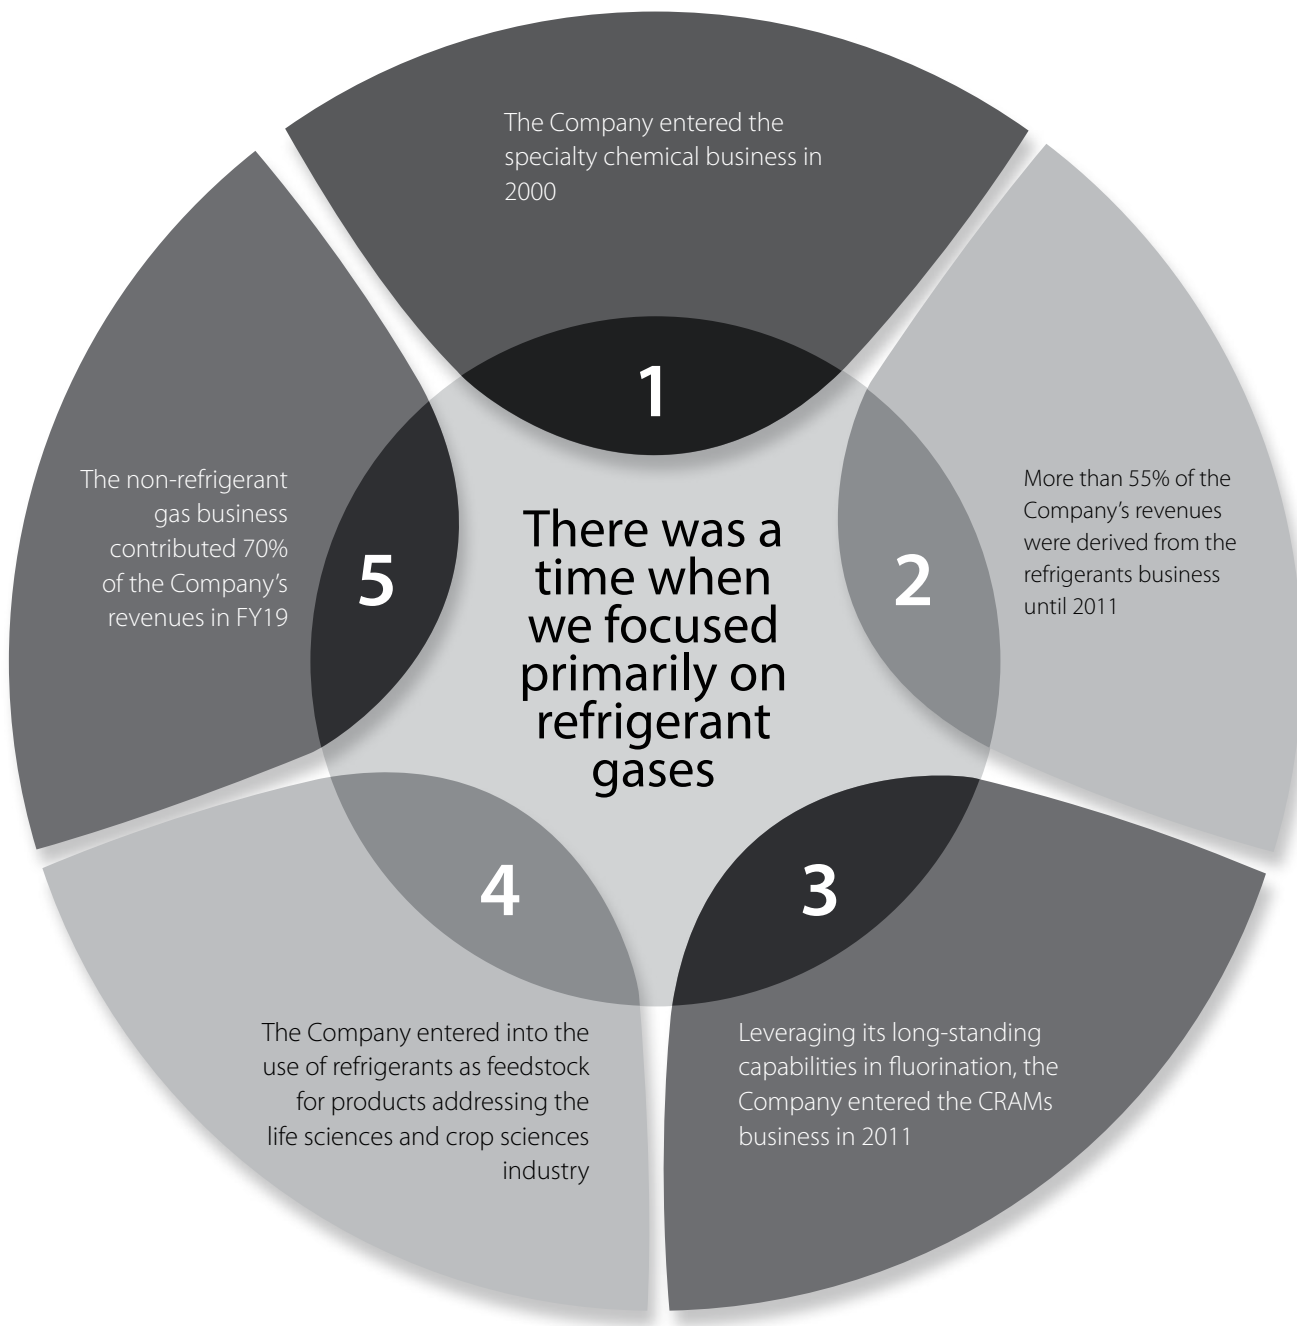 The Company entered the
specialty chemical business in
2000
1
More than 55% of the
Company’s revenues
were derived from the
refrigerants business
until 2011
2
Leveraging its long-standing
capabilities in fluorination, the
Company entered the CRAMs
business in 2011
3
The Company entered into the
use of refrigerants as feedstock
for products addressing the
life sciences and crop sciences
industry
4
The non-refrigerant
gas business
contributed 70%
of the Company’s
revenues in FY19
5
There was a
time when
we focused
primarily on
refrigerant
gases